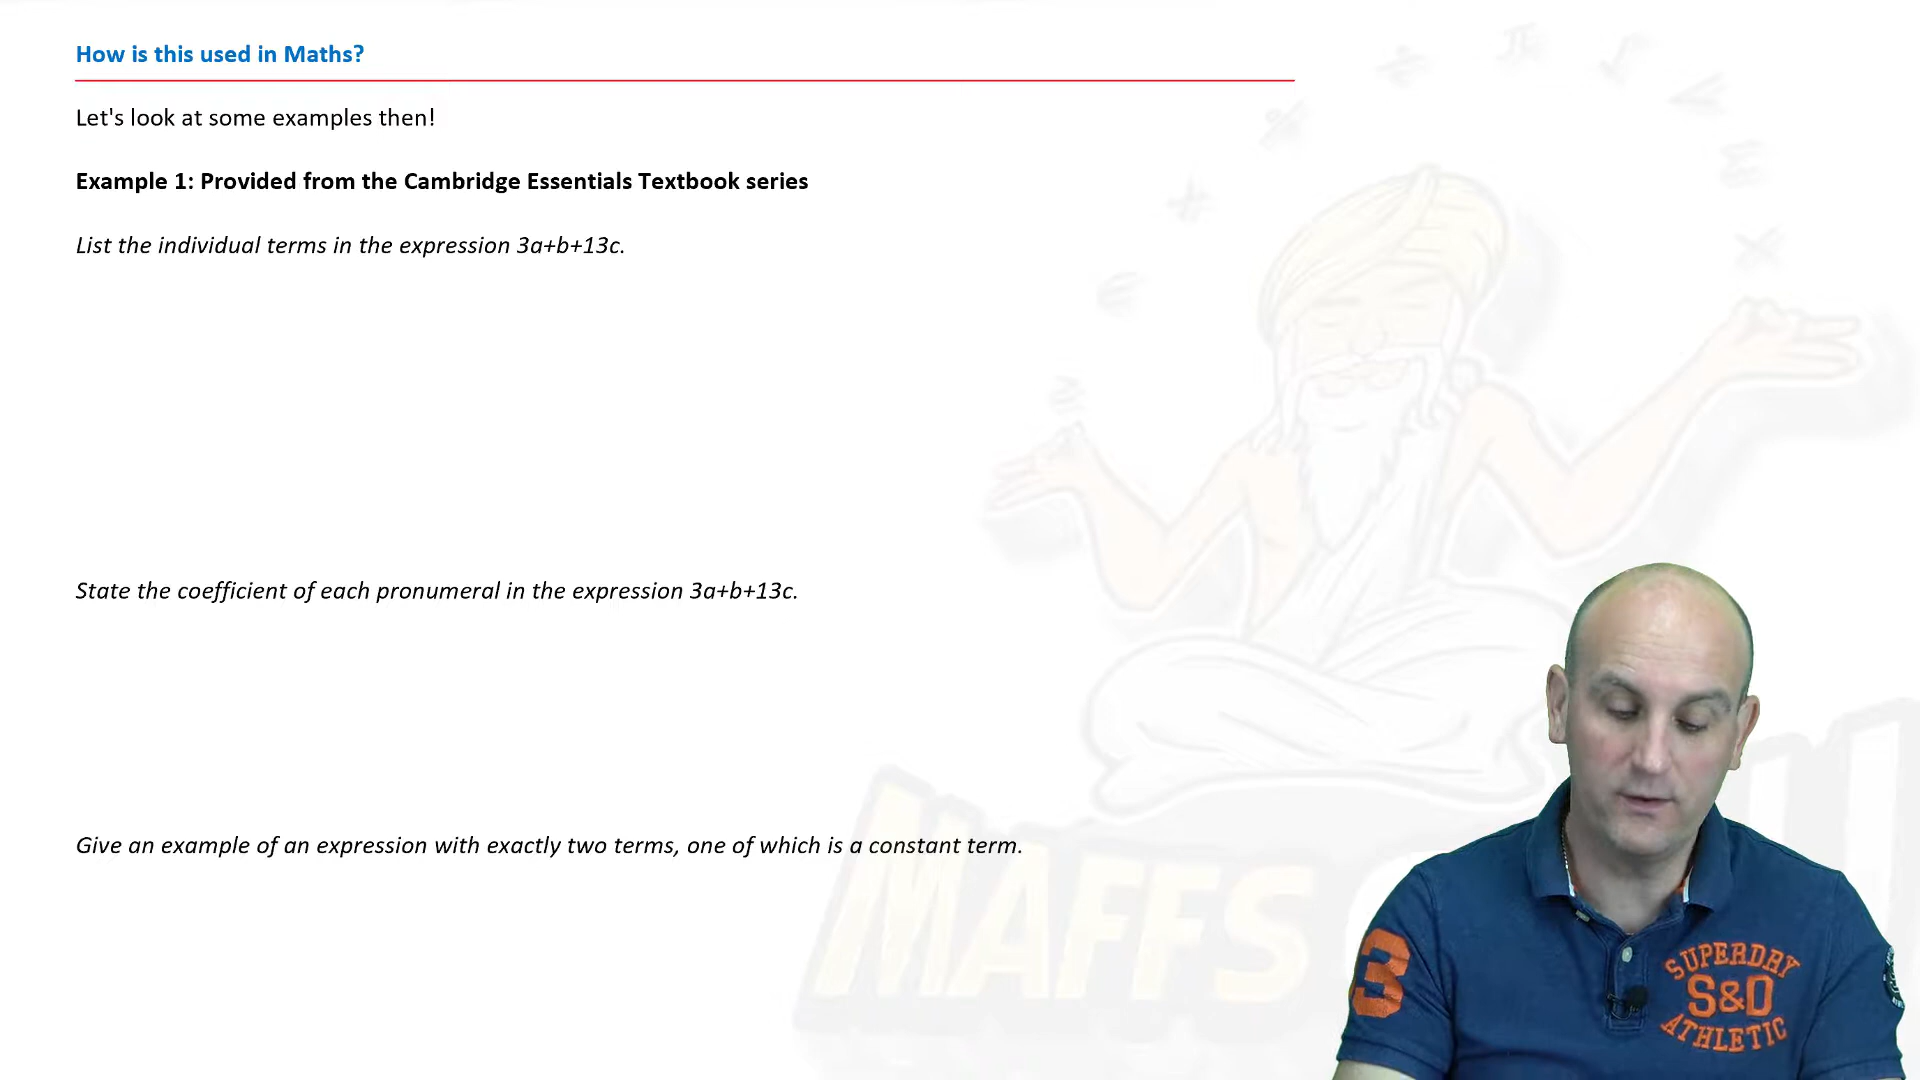 How is this used in Maths?
Let's look at some examples then!
Example 1: Provided from the Cambridge Essentials Textbook series
List the individual terms in the expression 3a+b+13c.
State the coefficient of each pronumeral in the expression 3a+b+13c.
Give an example of an expression with exactly two terms, one of which is a constant term.
MAFFS
3
SUPERDRY
S&D
ATHLETIC